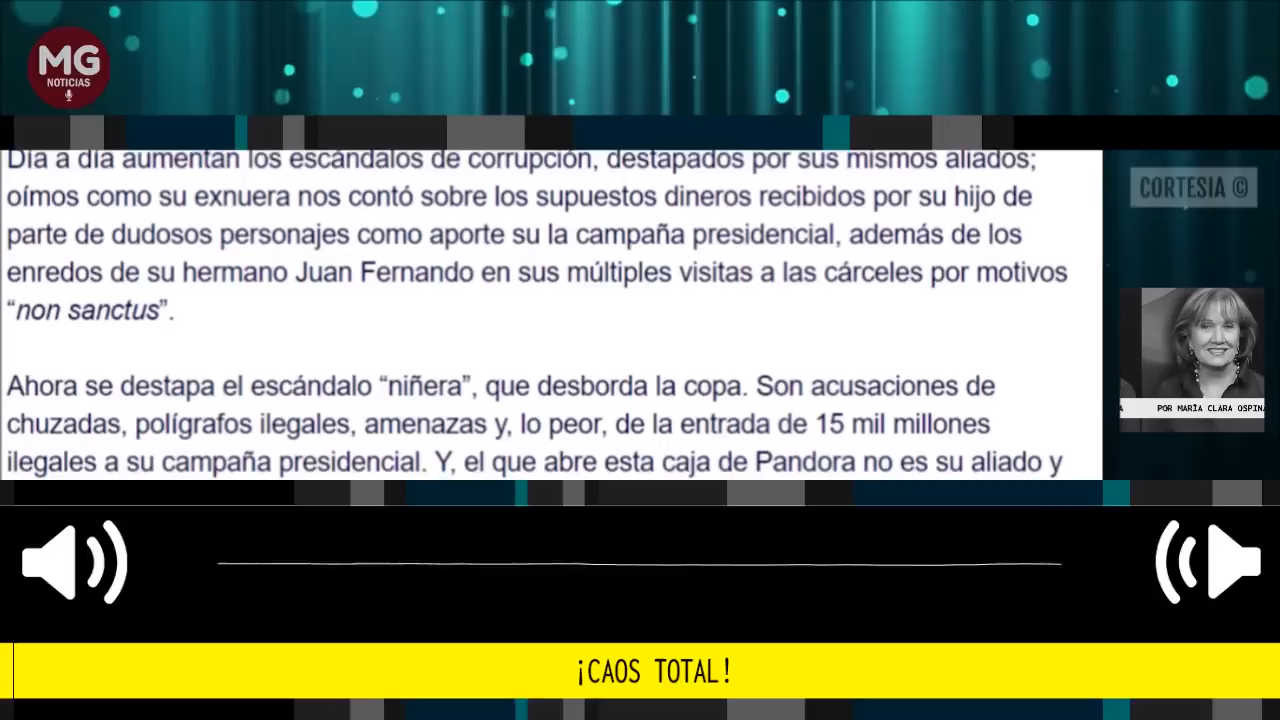 MG
NOTICIAS
Día a día aumentan los escándalos de corrupción, destapados por sus mismos aliados;
oímos como su exnuera nos contó sobre los supuestos dineros recibidos por su hijo de
parte de dudosos personajes como aporte su la campaña presidencial, además de los
enredos de su hermano Juan Fernando en sus múltiples visitas a las cárceles por motivos
“non sanctus”.
Ahora se destapa el escándalo “niñera”, que desborda la copa. Son acusaciones de
chuzadas, polígrafos ilegales, amenazas y, lo peor, de la entrada de 15 mil millones
ilegales a su campaña presidencial. Y, el que abre esta caja de Pandora no es su aliado y
CORTESIA ©
A POR MARÍA CLARA OSPINA
¡CAOS TOTAL!